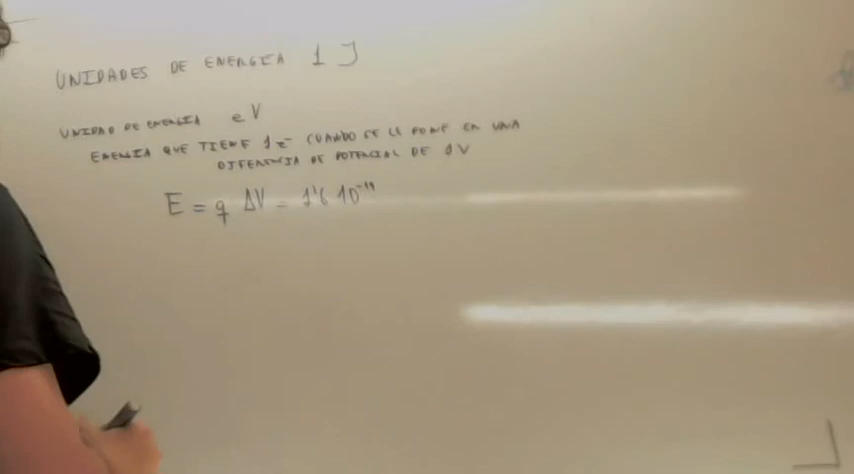 UNIDADES DE ENERGIA 1 J
UNIDAD DE ENERGIA eV
ENERGIA QUE TIENE 1 e⁻ CUANDO SE LE PONE EN UNA
DIFERENCIA DE POTENCIAL DE 1V
E = q ΔV = 1'6 10⁻¹⁹